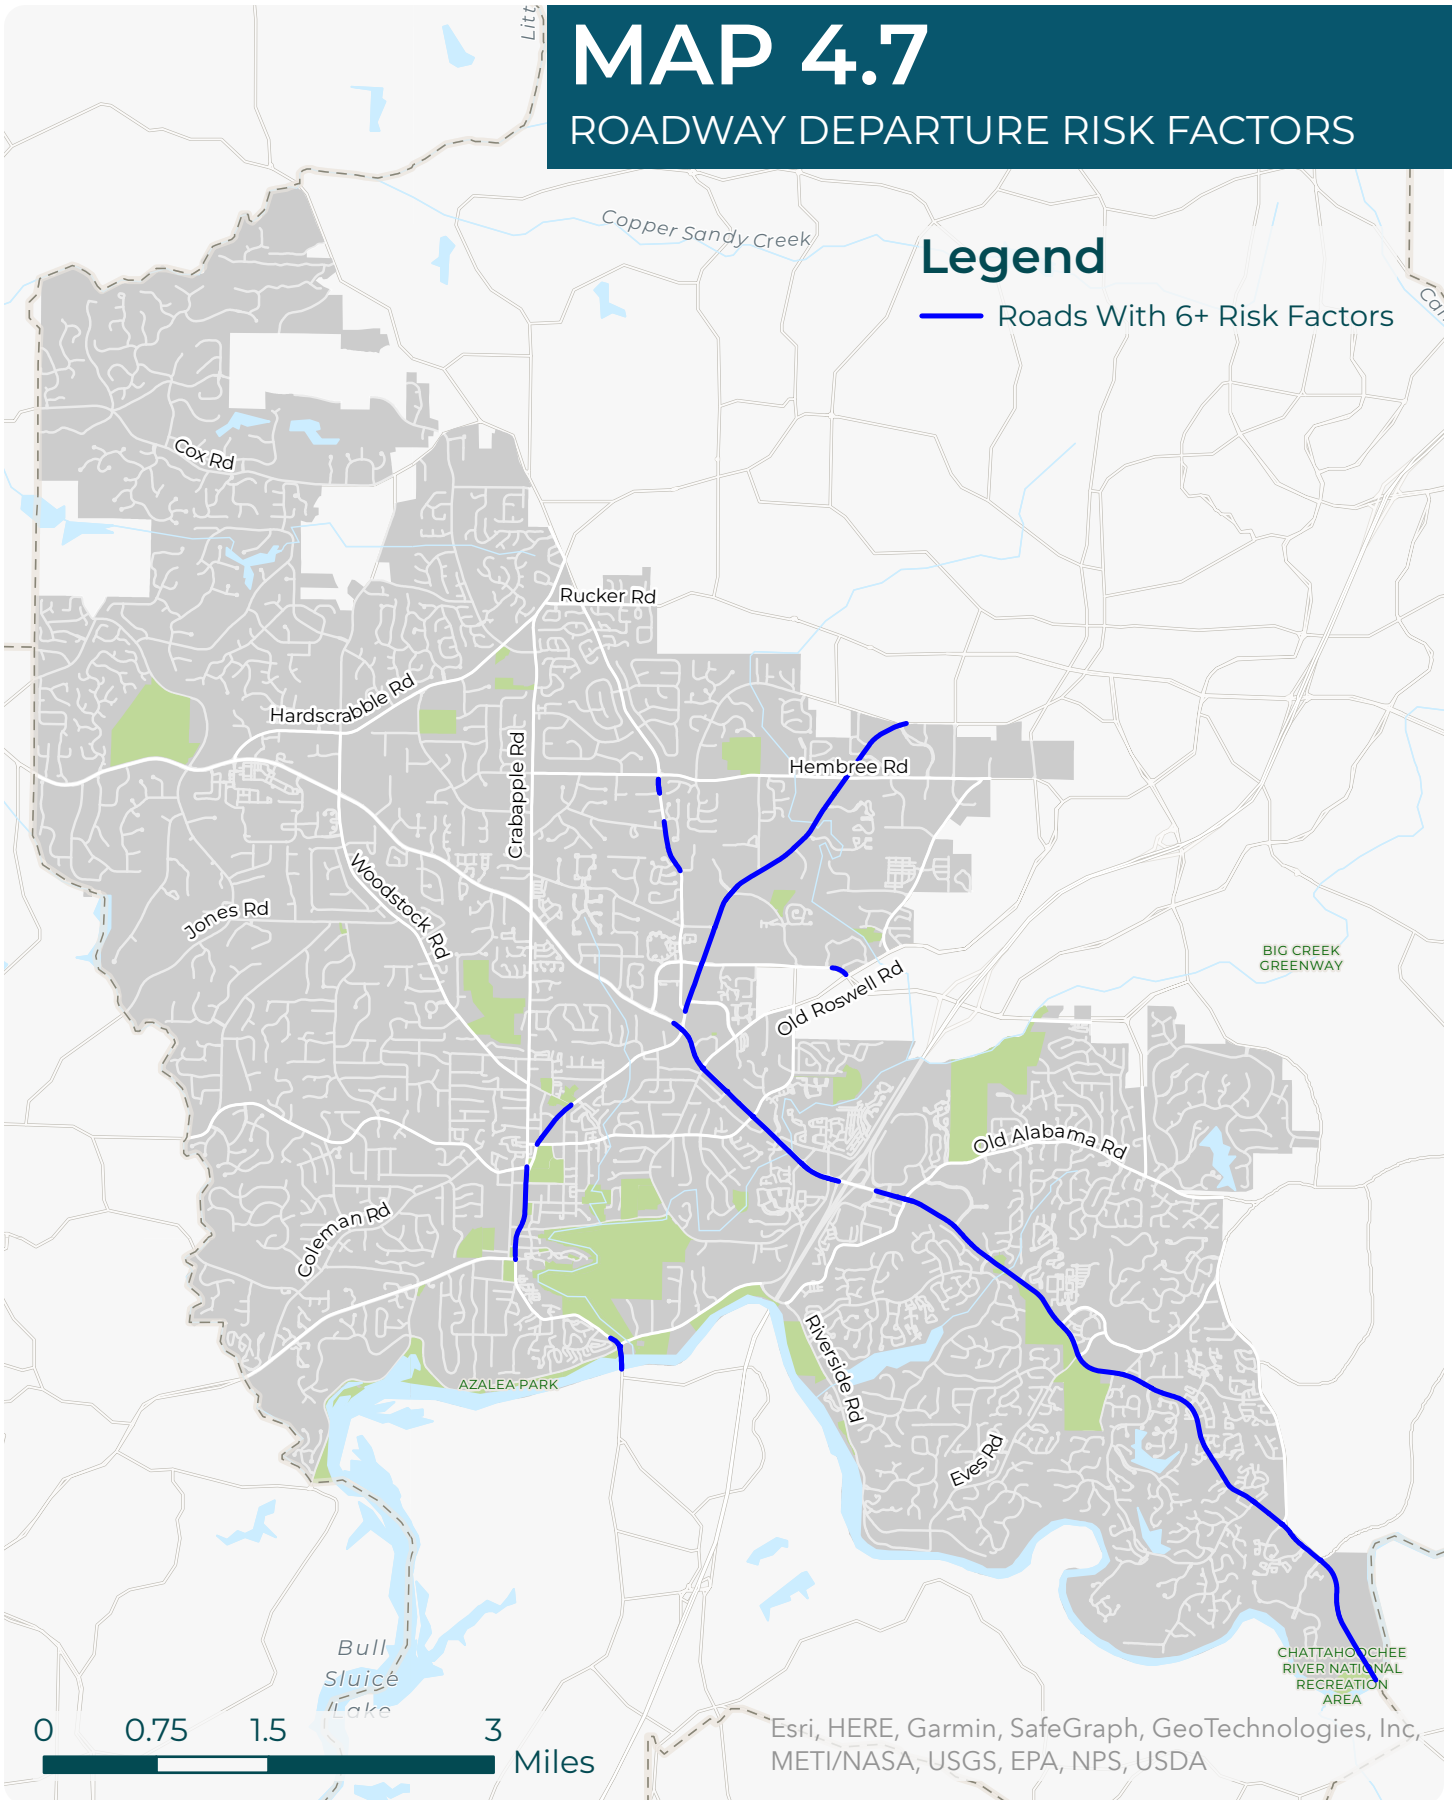 MAP 4.7
ROADWAY DEPARTURE RISK FACTORS
Copper Sandy Creek
Legend
Roads With 6+ Risk Factors
Cox Rd
Rucker Rd
Hardscrabble Rd
Crabapple Rd
Hembree Rd
Woodstock Rd
Jones Rd
BIG CREEK
GREENWAY
Old Roswell Rd
Old Alabama Rd
Coleman Rd
Riverside Rd
AZALEA PARK
Eves Rd
Bull
Sluice
Lake
CHATTAHOOCHEE
RIVER NATIONAL
RECREATION
AREA
0 0.75 1.5 3
Miles
Esri, HERE, Garmin, SafeGraph, GeoTechnologies, Inc,
METI/NASA, USGS, EPA, NPS, USDA